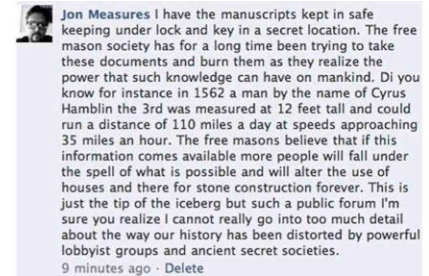 Jon Measures I have the manuscripts kept in safe
keeping under lock and key in a secret location. The free
mason society has for a long time been trying to take
these documents and burn them as they realize the
power that such knowledge can have on mankind. Di you
know for instance in 1562 a man by the name of Cyrus
Hamblin the 3rd was measured at 12 feet tall and could
run a distance of 110 miles a day at speeds approaching
35 miles an hour. The free masons believe that if this
information comes available more people will fall under
the spell of what is possible and will alter the use of
houses and there for stone construction forever. This is
just the tip of the iceberg but such a public forum I'm
sure you realize I cannot really go into too much detail
about the way our history has been distorted by powerful
lobbyist groups and ancient secret societies.
9 minutes ago · Delete